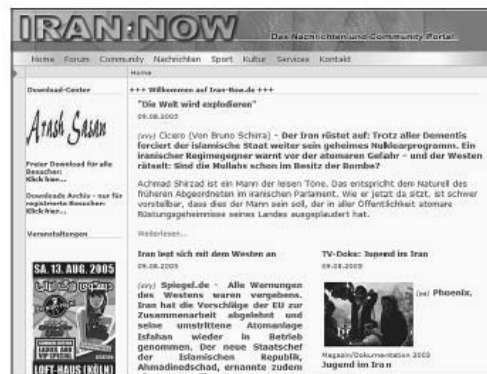 IRAN:NOW
Das Nachrichten und Community Portal
Home Forum Community Nachrichten Sport Kultur Services Kontakt
Home
Download-Center
Arash Sasan
Freier Download für alle
Besucher:
Klick hier...
Downloads Archiv - nur für
registrierte Besucher:
Klick hier...
Veranstaltungen
SA. 13. AUG. 2005
LADIES AND
VIP SPECIAL
LOFT-HAUS (KÖLN)
+++ Willkommen auf Iran-Now.de +++
"Die Welt wird explodieren"
09.08.2005
Cicero (Von Bruno Schirra) - Der Iran rüstet auf: Trotz aller Dementis
forciert der islamische Staat weiter sein geheimes Nuklearprogramm. Ein
iranischer Regimegegner warnt vor der atomaren Gefahr – und der Westen
rätselt: Sind die Mullahs schon im Besitz der Bombe?
Achmad Shirzad ist ein Mann der leisen Töne. Das entspricht dem Naturell des
früheren Abgeordneten im iranischen Parlament. Wie er jetzt da sitzt, ist schwer
vorstellbar, dass dies der Mann sein soll, der in aller Öffentlichkeit atomare
Rüstungsgeheimnisse seines Landes ausgeplaudert hat.
Weiterlesen...
Iran legt sich mit dem Westen an
09.08.2005
Spiegel.de - Alle Warnungen
des Westens waren vergebens.
Iran hat die Vorschläge der EU zur
Zusammenarbeit abgelehnt und
seine umstrittene Atomanlage
Isfahan wieder in Betrieb
genommen. Der neue Staatschef
der Islamischen Republik,
Ahmadinedschad, ernannte zudem
TV-Doku: Jugend im Iran
09.08.2005
Phoenix,
Magazin/Dokumentation 2003
Jugend im Iran